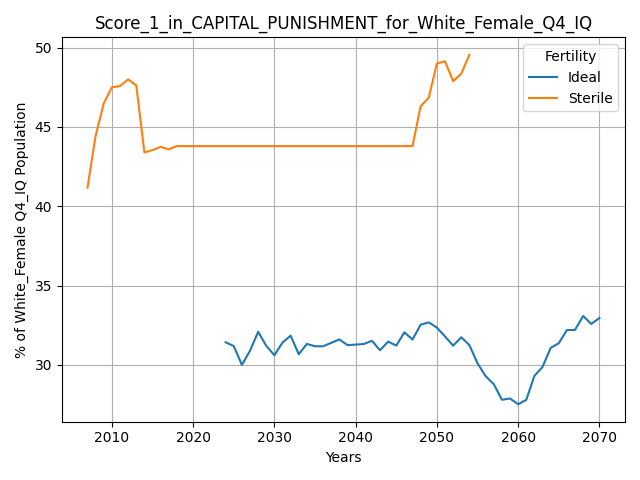 Score_1_in_CAPITAL_PUNISHMENT_for_White_Female_Q4_IQ
% of White_Female Q4_IQ Population
50
45
40
35
30
Fertility
Ideal
Sterile
2010 2020 2030 2040 2050 2060 2070
Years